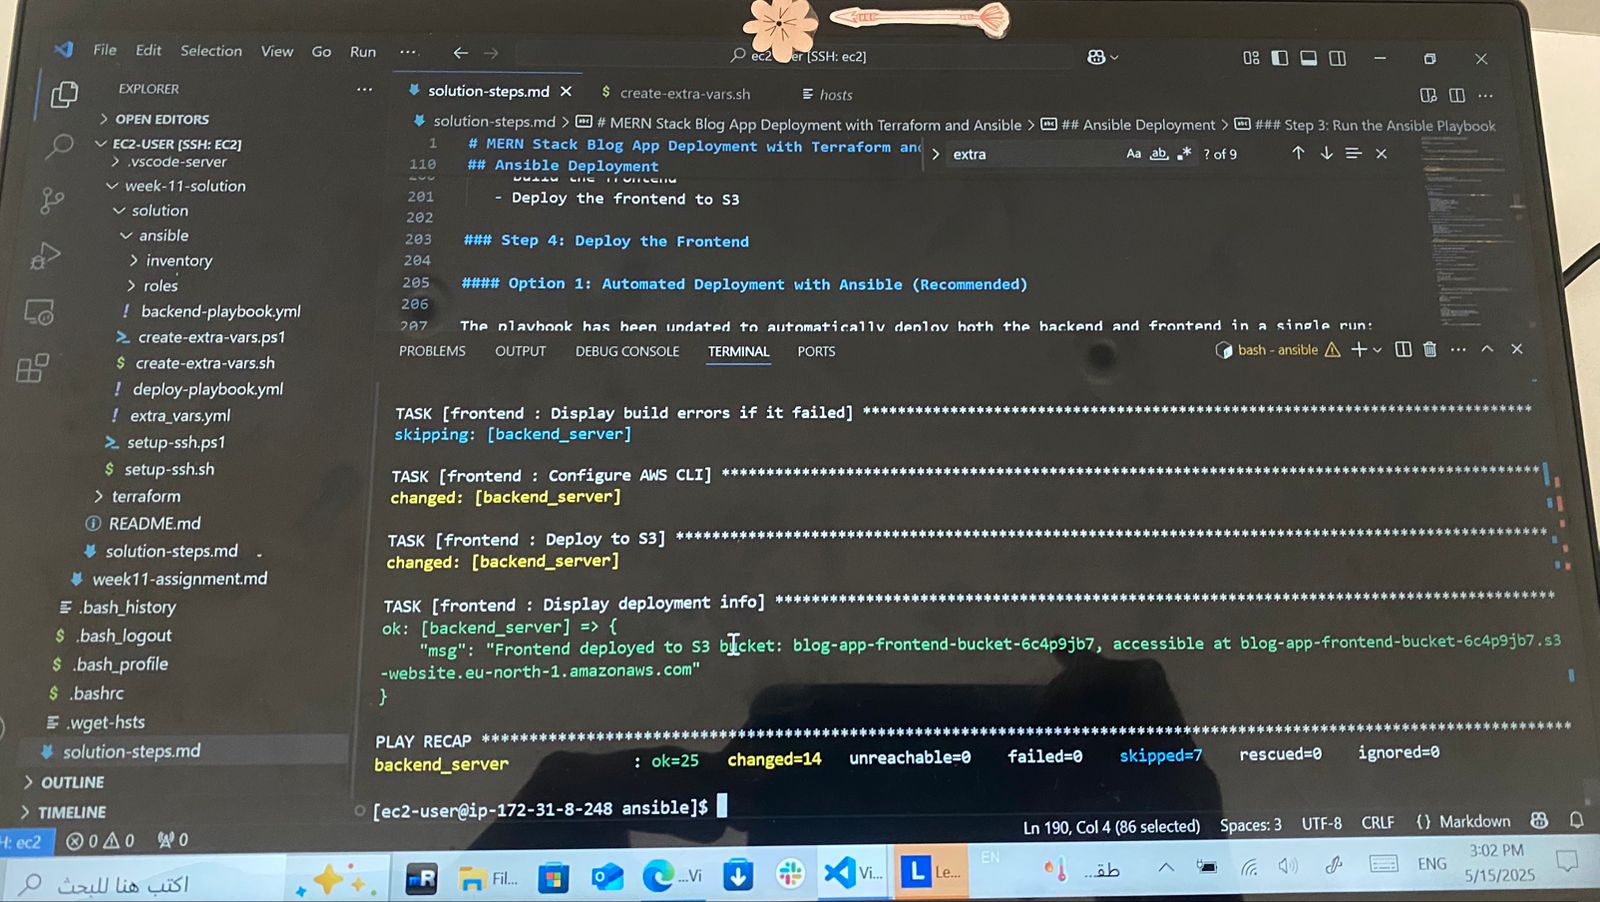 File Edit Selection View Go Run ...
[SSH: ec2]
EXPLORER
OPEN EDITORS
EC2-USER [SSH: EC2]
.vscode-server
week-11-solution
solution
ansible
inventory
roles
! backend-playbook.yml
create-extra-vars.ps1
$ create-extra-vars.sh
! deploy-playbook.yml
! extra_vars.yml
setup-ssh.ps1
$ setup-ssh.sh
terraform
README.md
solution-steps.md
week11-assignment.md
.bash_history
$ .bash_logout
$ .bash_profile
$ .bashrc
.wget-hsts
solution-steps.md
OUTLINE
TIMELINE
solution-steps.md
$ create-extra-vars.sh
hosts
solution-steps.md > # MERN Stack Blog App Deployment with Terraform and Ansible > ## Ansible Deployment > ### Step 3: Run the Ansible Playbook
extra
Aa ab .* ? of 9
1 # MERN Stack Blog App Deployment with Terraform and
110 ## Ansible Deployment
201 - Deploy the frontend to S3
202
203 ### Step 4: Deploy the Frontend
204
205 #### Option 1: Automated Deployment with Ansible (Recommended)
206
207 The playbook has been updated to automatically deploy both the backend and frontend in a single run:
PROBLEMS OUTPUT DEBUG CONSOLE TERMINAL PORTS
bash - ansible
TASK [frontend : Display build errors if it failed] ****
skipping: [backend_server]
TASK [frontend : Configure AWS CLI] ****
changed: [backend_server]
TASK [frontend : Deploy to S3] ****
changed: [backend_server]
TASK [frontend : Display deployment info] ****
ok: [backend_server] => {
"msg": "Frontend deployed to S3 bucket: blog-app-frontend-bucket-6c4p9jb7, accessible at blog-app-frontend-bucket-6c4p9jb7.s3
-website.eu-north-1.amazonaws.com"
}
PLAY RECAP ****
backend_server : ok=25 changed=14 unreachable=0 failed=0 skipped=7 rescued=0 ignored=0
[ec2-user@ip-172-31-8-248 ansible]$
H: ec2 0 0 0
Ln 190, Col 4 (86 selected) Spaces: 3 UTF-8 CRLF {} Markdown
اكتب هنا للبحث
Fil...
...Vi
Vi...
L Le...
EN
طقـ...
ENG
3:02 PM
5/15/2025